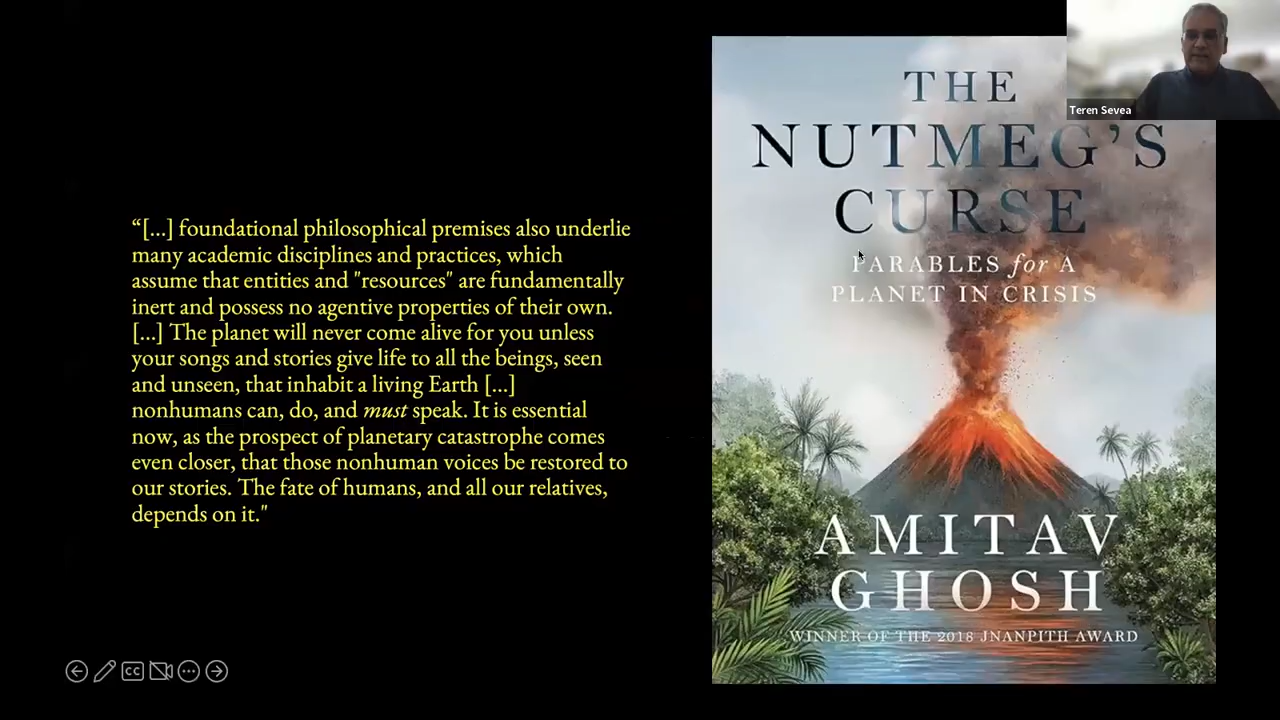 “[...] foundational philosophical premises also underlie
many academic disciplines and practices, which
assume that entities and "resources" are fundamentally
inert and possess no agentive properties of their own.
[...] The planet will never come alive for you unless
your songs and stories give life to all the beings, seen
and unseen, that inhabit a living Earth [...]
nonhumans can, do, and must speak. It is essential
now, as the prospect of planetary catastrophe comes
even closer, that those nonhuman voices be restored to
our stories. The fate of humans, and all our relatives,
depends on it."
THE
NUTMEG’S
CURSE
PARABLES for A
PLANET IN CRISIS
AMITAV
GHOSH
WINNER OF THE 2018 JNANPITH AWARD
Teren Sevea
CC